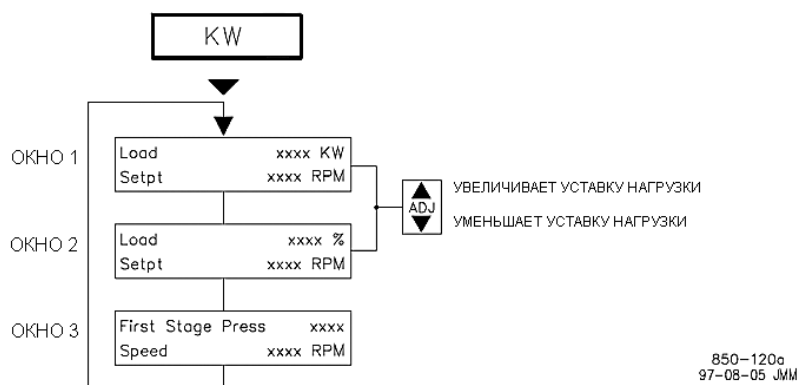 KW
ОКНО 1
Load xxxx KW
Setpt xxxx RPM
ADJ
УВЕЛИЧИВАЕТ УСТАВКУ НАГРУЗКИ
УМЕНЬШАЕТ УСТАВКУ НАГРУЗКИ
ОКНО 2
Load xxxx %
Setpt xxxx RPM
ОКНО 3
First Stage Press xxxx
Speed xxxx RPM
850-120a
97-08-05 JMM